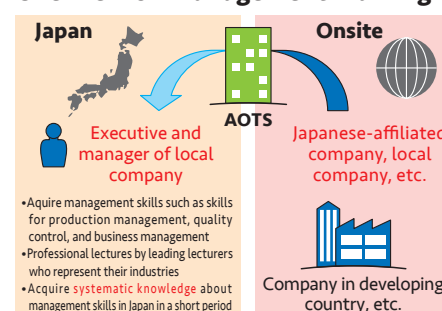 Japan
Onsite
AOTS
Executive and
manager of local
company
•Aquire management skills such as skills
for production management, quality
control, and business management
•Professional lectures by leading lecturers
who represent their industries
•Acquire systematic knowledge about
management skills in Japan in a short period
Japanese-affiliated
company, local
company, etc.
Company in developing
country, etc.